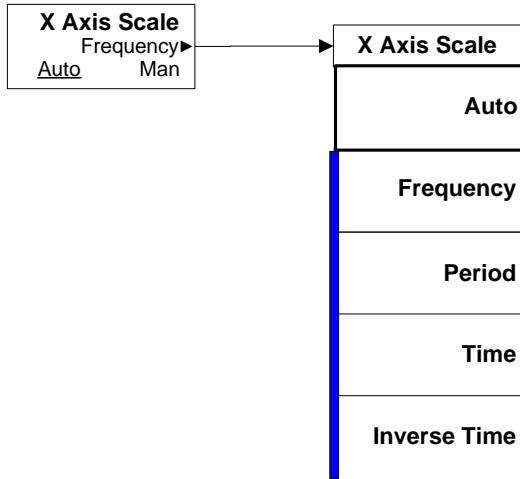 X Axis Scale
Frequency
Auto Man
X Axis Scale
Auto
Frequency
Period
Time
Inverse Time